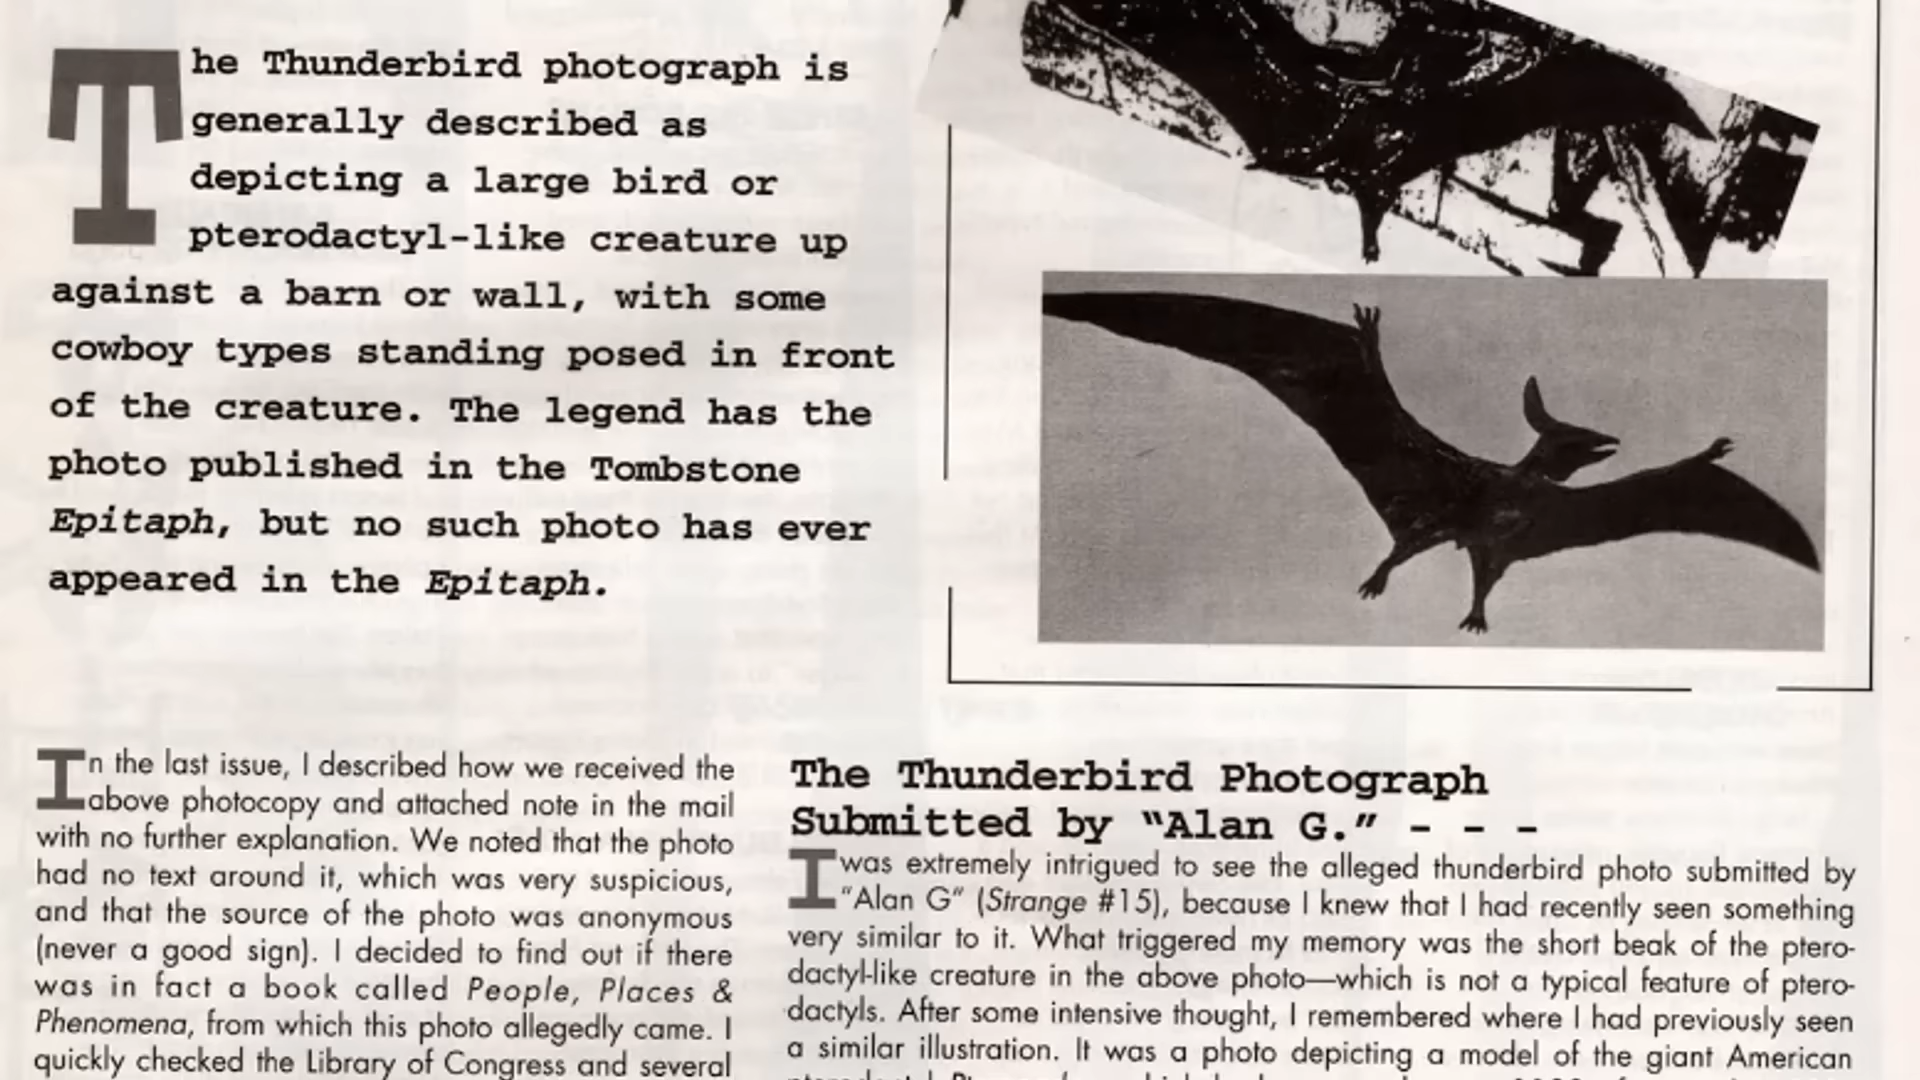 The Thunderbird photograph is
generally described as
depicting a large bird or
pterodactyl-like creature up
against a barn or wall, with some
cowboy types standing posed in front
of the creature. The legend has the
photo published in the Tombstone
Epitaph, but no such photo has ever
appeared in the Epitaph.
In the last issue, I described how we received the
above photocopy and attached note in the mail
with no further explanation. We noted that the photo
had no text around it, which was very suspicious,
and that the source of the photo was anonymous
(never a good sign). I decided to find out if there
was in fact a book called People, Places &
Phenomena, from which this photo allegedly came. I
quickly checked the Library of Congress and several
The Thunderbird Photograph
Submitted by "Alan G." - - -
I was extremely intrigued to see the alleged thunderbird photo submitted by
"Alan G" (Strange #15), because I knew that I had recently seen something
very similar to it. What triggered my memory was the short beak of the ptero-
dactyl-like creature in the above photo—which is not a typical feature of ptero-
dactyls. After some intensive thought, I remembered where I had previously seen
a similar illustration. It was a photo depicting a model of the giant American